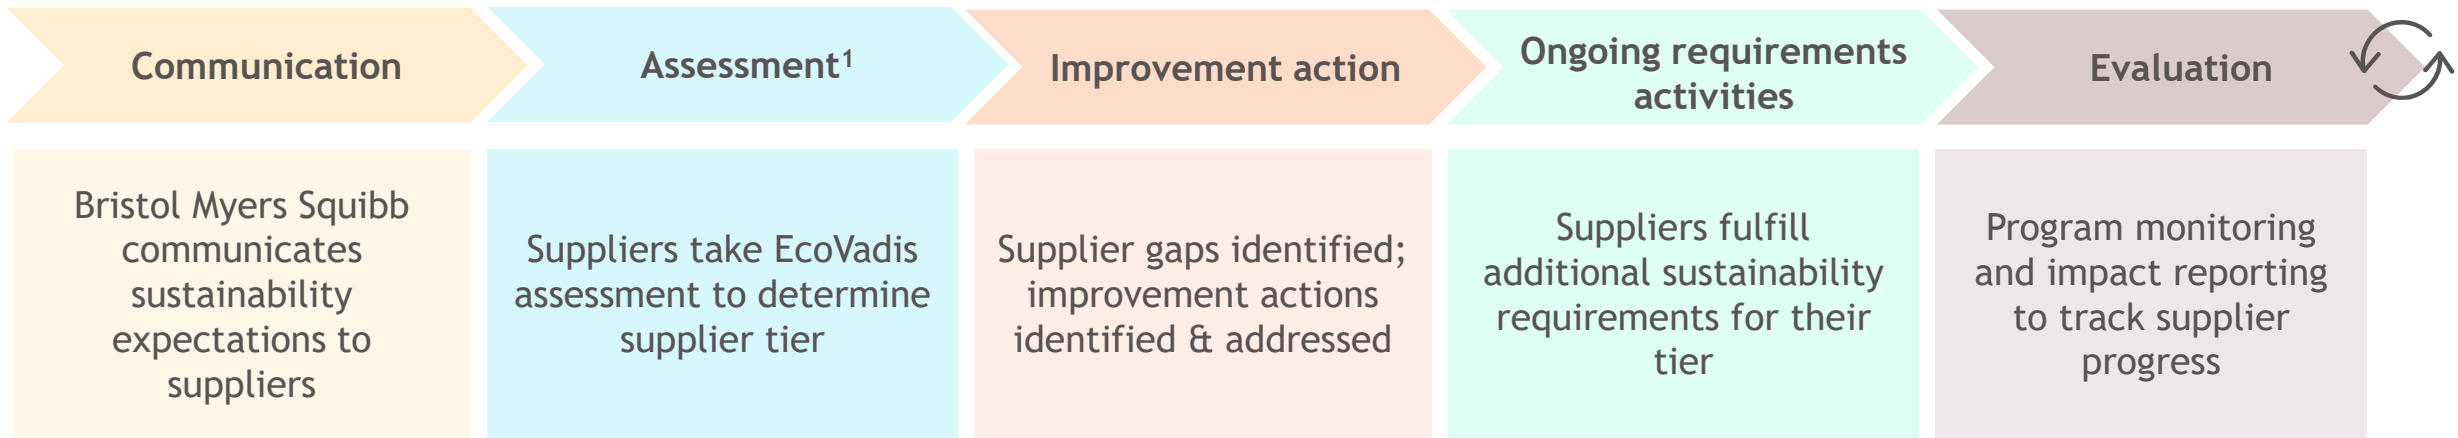 Communication
Assessment¹
Improvement action
Ongoing requirements
activities
Evaluation
Bristol Myers Squibb
communicates
sustainability
expectations to
suppliers
Suppliers take EcoVadis
assessment to determine
supplier tier
Supplier gaps identified;
improvement actions
identified & addressed
Suppliers fulfill
additional sustainability
requirements for their
tier
Program monitoring
and impact reporting
to track supplier
progress